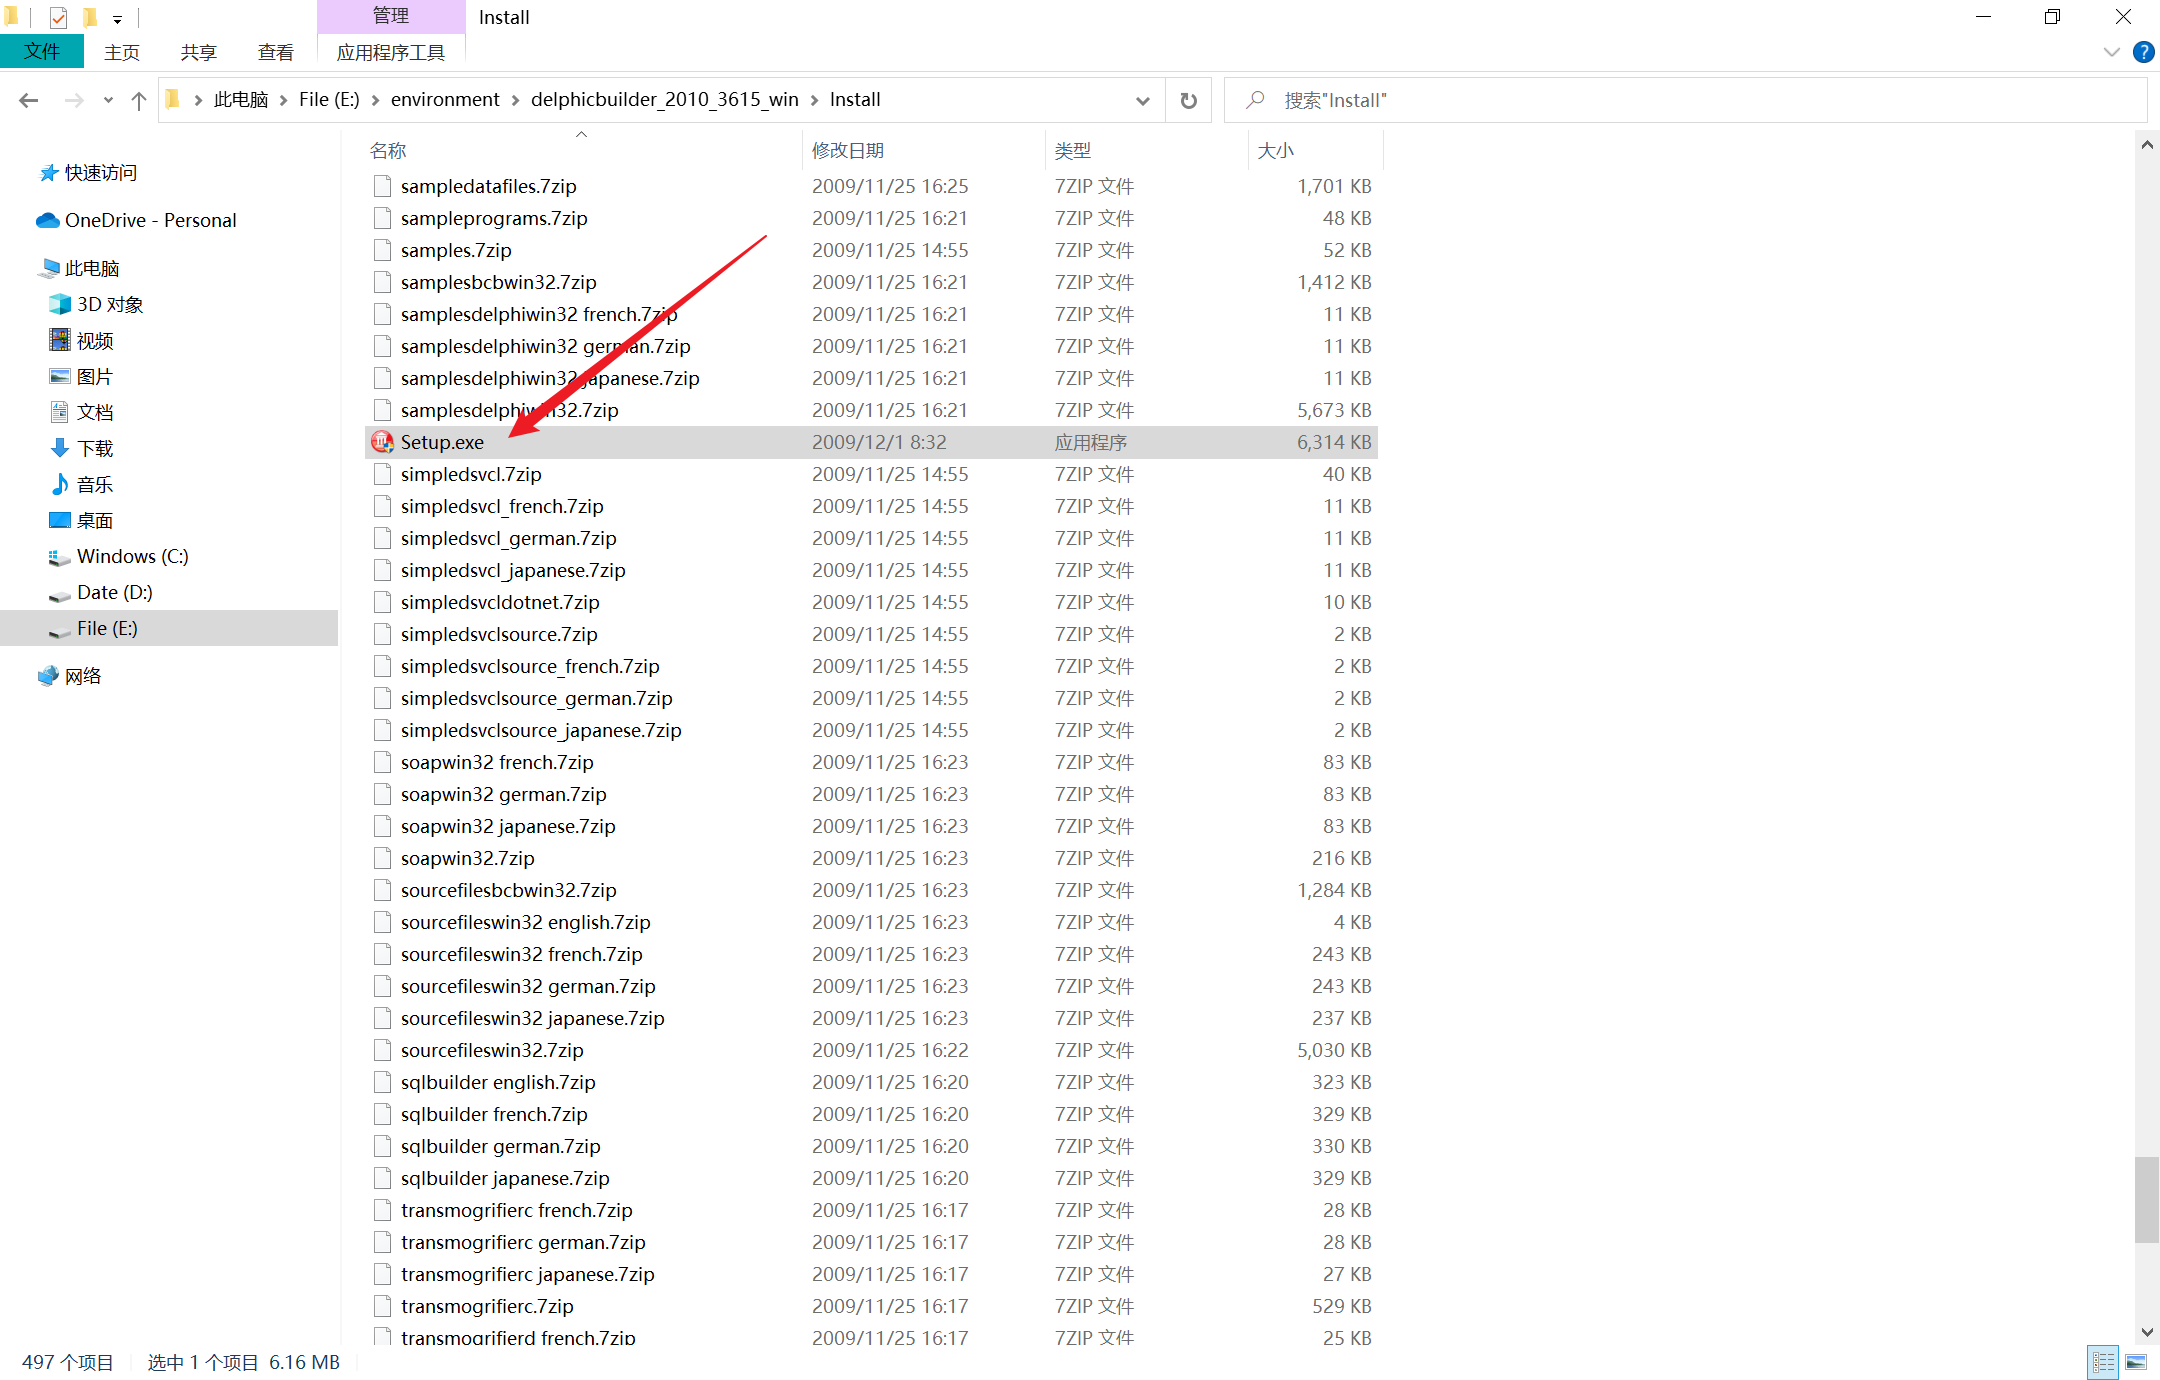 管理
Install
文件 主页 共享 查看 应用程序工具
此电脑 File (E:) environment delphicbuilder_2010_3615_win Install
搜索"Install"
快速访问
OneDrive - Personal
此电脑
3D 对象
视频
图片
文档
下载
音乐
桌面
Windows (C:)
Date (D:)
File (E:)
网络
名称 修改日期 类型 大小
sampledatafiles.7zip 2009/11/25 16:25 7ZIP 文件 1,701 KB
sampleprograms.7zip 2009/11/25 16:21 7ZIP 文件 48 KB
samples.7zip 2009/11/25 14:55 7ZIP 文件 52 KB
samplesbcbwin32.7zip 2009/11/25 16:21 7ZIP 文件 1,412 KB
samplesdelphiwin32 french.7zip 2009/11/25 16:21 7ZIP 文件 11 KB
samplesdelphiwin32 german.7zip 2009/11/25 16:21 7ZIP 文件 11 KB
samplesdelphiwin32 japanese.7zip 2009/11/25 16:21 7ZIP 文件 11 KB
samplesdelphiwin32.7zip 2009/11/25 16:21 7ZIP 文件 5,673 KB
Setup.exe 2009/12/1 8:32 应用程序 6,314 KB
simpledsvcl.7zip 2009/11/25 14:55 7ZIP 文件 40 KB
simpledsvcl_french.7zip 2009/11/25 14:55 7ZIP 文件 11 KB
simpledsvcl_german.7zip 2009/11/25 14:55 7ZIP 文件 11 KB
simpledsvcl_japanese.7zip 2009/11/25 14:55 7ZIP 文件 11 KB
simpledsvcldotnet.7zip 2009/11/25 14:55 7ZIP 文件 10 KB
simpledsvclsource.7zip 2009/11/25 14:55 7ZIP 文件 2 KB
simpledsvclsource_french.7zip 2009/11/25 14:55 7ZIP 文件 2 KB
simpledsvclsource_german.7zip 2009/11/25 14:55 7ZIP 文件 2 KB
simpledsvclsource_japanese.7zip 2009/11/25 14:55 7ZIP 文件 2 KB
soapwin32 french.7zip 2009/11/25 16:23 7ZIP 文件 83 KB
soapwin32 german.7zip 2009/11/25 16:23 7ZIP 文件 83 KB
soapwin32 japanese.7zip 2009/11/25 16:23 7ZIP 文件 83 KB
soapwin32.7zip 2009/11/25 16:23 7ZIP 文件 216 KB
sourcefilesbcbwin32.7zip 2009/11/25 16:23 7ZIP 文件 1,284 KB
sourcefileswin32 english.7zip 2009/11/25 16:23 7ZIP 文件 4 KB
sourcefileswin32 french.7zip 2009/11/25 16:23 7ZIP 文件 243 KB
sourcefileswin32 german.7zip 2009/11/25 16:23 7ZIP 文件 243 KB
sourcefileswin32 japanese.7zip 2009/11/25 16:23 7ZIP 文件 237 KB
sourcefileswin32.7zip 2009/11/25 16:22 7ZIP 文件 5,030 KB
sqlbuilder english.7zip 2009/11/25 16:20 7ZIP 文件 323 KB
sqlbuilder french.7zip 2009/11/25 16:20 7ZIP 文件 329 KB
sqlbuilder german.7zip 2009/11/25 16:20 7ZIP 文件 330 KB
sqlbuilder japanese.7zip 2009/11/25 16:20 7ZIP 文件 329 KB
transmogrifierc french.7zip 2009/11/25 16:17 7ZIP 文件 28 KB
transmogrifierc german.7zip 2009/11/25 16:17 7ZIP 文件 28 KB
transmogrifierc japanese.7zip 2009/11/25 16:17 7ZIP 文件 27 KB
transmogrifierc.7zip 2009/11/25 16:17 7ZIP 文件 529 KB
transmogrifierd french.7zip 2009/11/25 16:17 7ZIP 文件 25 KB
497 个项目 选中 1 个项目 6.16 MB